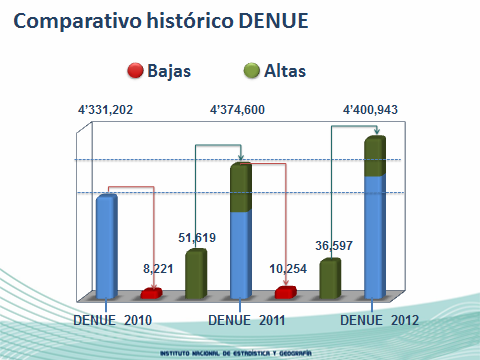 Comparativo histórico DENUE
Bajas Altas
4'331,202 4'374,600 4'400,943
51,619 36,597
8,221 10,254
DENUE 2010 DENUE 2011 DENUE 2012
INSTITUTO NACIONAL DE ESTADÍSTICA Y GEOGRAFÍA